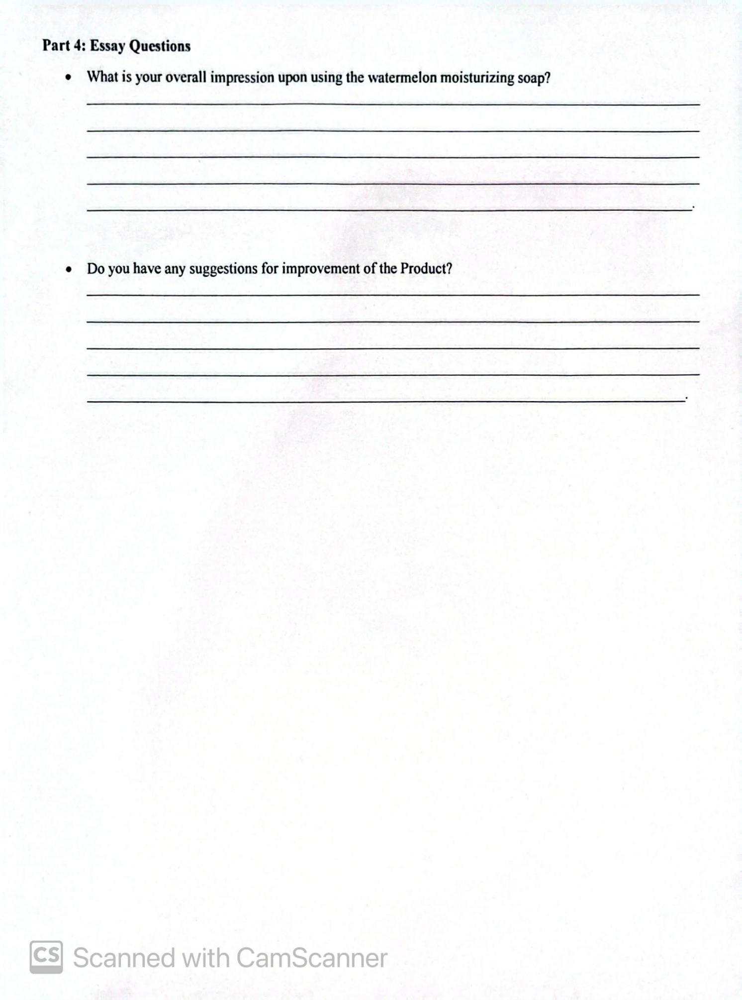 Part 4: Essay Questions
• What is your overall impression upon using the watermelon moisturizing soap?
• Do you have any suggestions for improvement of the Product?
CS Scanned with CamScanner